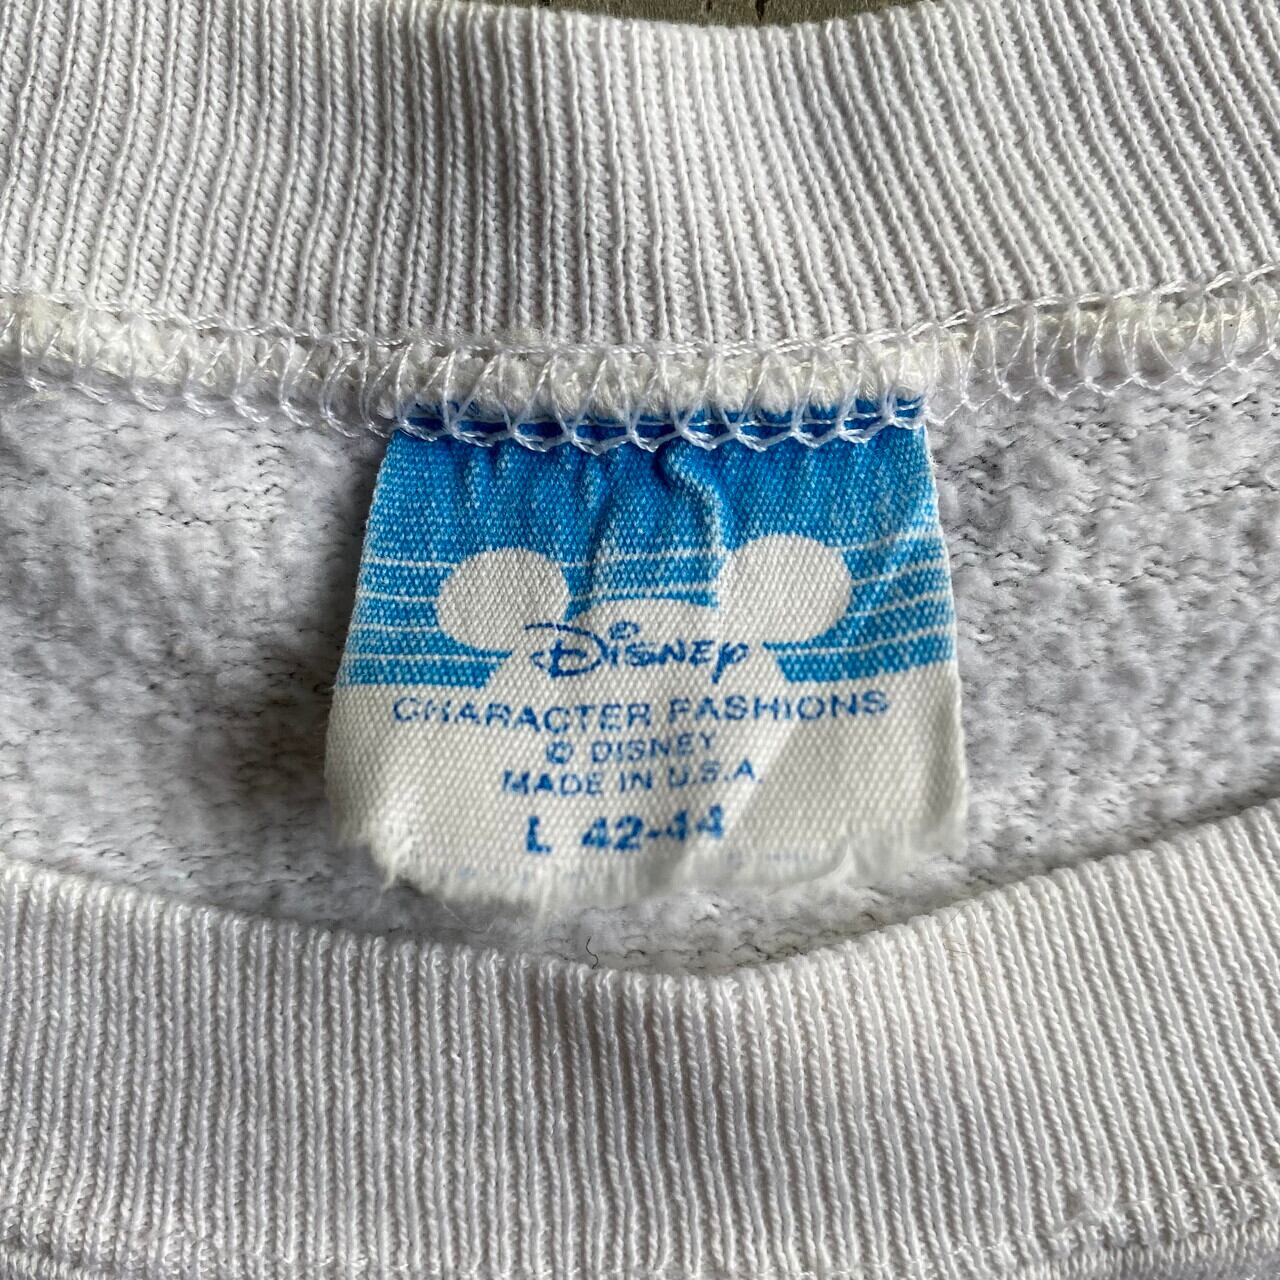 Disney
CHARACTER FASHIONS
© DISNEY
MADE IN U.S.A
L 42-44